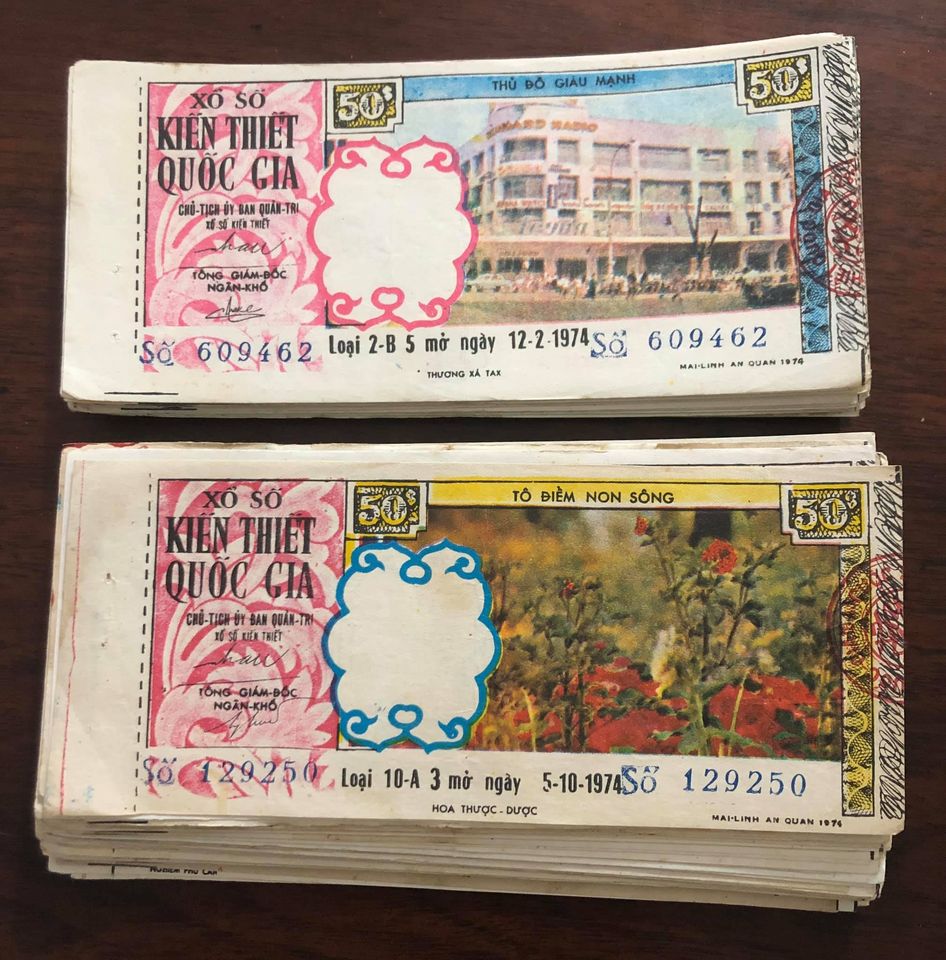 XỔ SỐ
KIẾN THIẾT
QUỐC GIA
CHỦ-TỊCH ỦY BAN QUẢN-TRỊ
XỔ SỐ KIẾN THIẾT
TỔNG GIÁM-ĐỐC
NGÂN-KHỐ
50$
THỦ ĐÔ GIÀU MẠNH
50$
Số 609462
Loại 2-B 5 mở ngày 12-2-1974
Số 609462
THƯƠNG XÁ TAX
MAI-LINH AN QUAN 1974
XỔ SỐ
KIẾN THIẾT
QUỐC GIA
CHỦ-TỊCH ỦY BAN QUẢN-TRỊ
XỔ SỐ KIẾN THIẾT
TỔNG GIÁM-ĐỐC
NGÂN-KHỐ
50$
TÔ ĐIỂM NON SÔNG
50$
Số 129250
Loại 10-A 3 mở ngày 5-10-1974
Số 129250
HOA THƯỢC-DƯỢC
MAI-LINH AN QUAN 1974